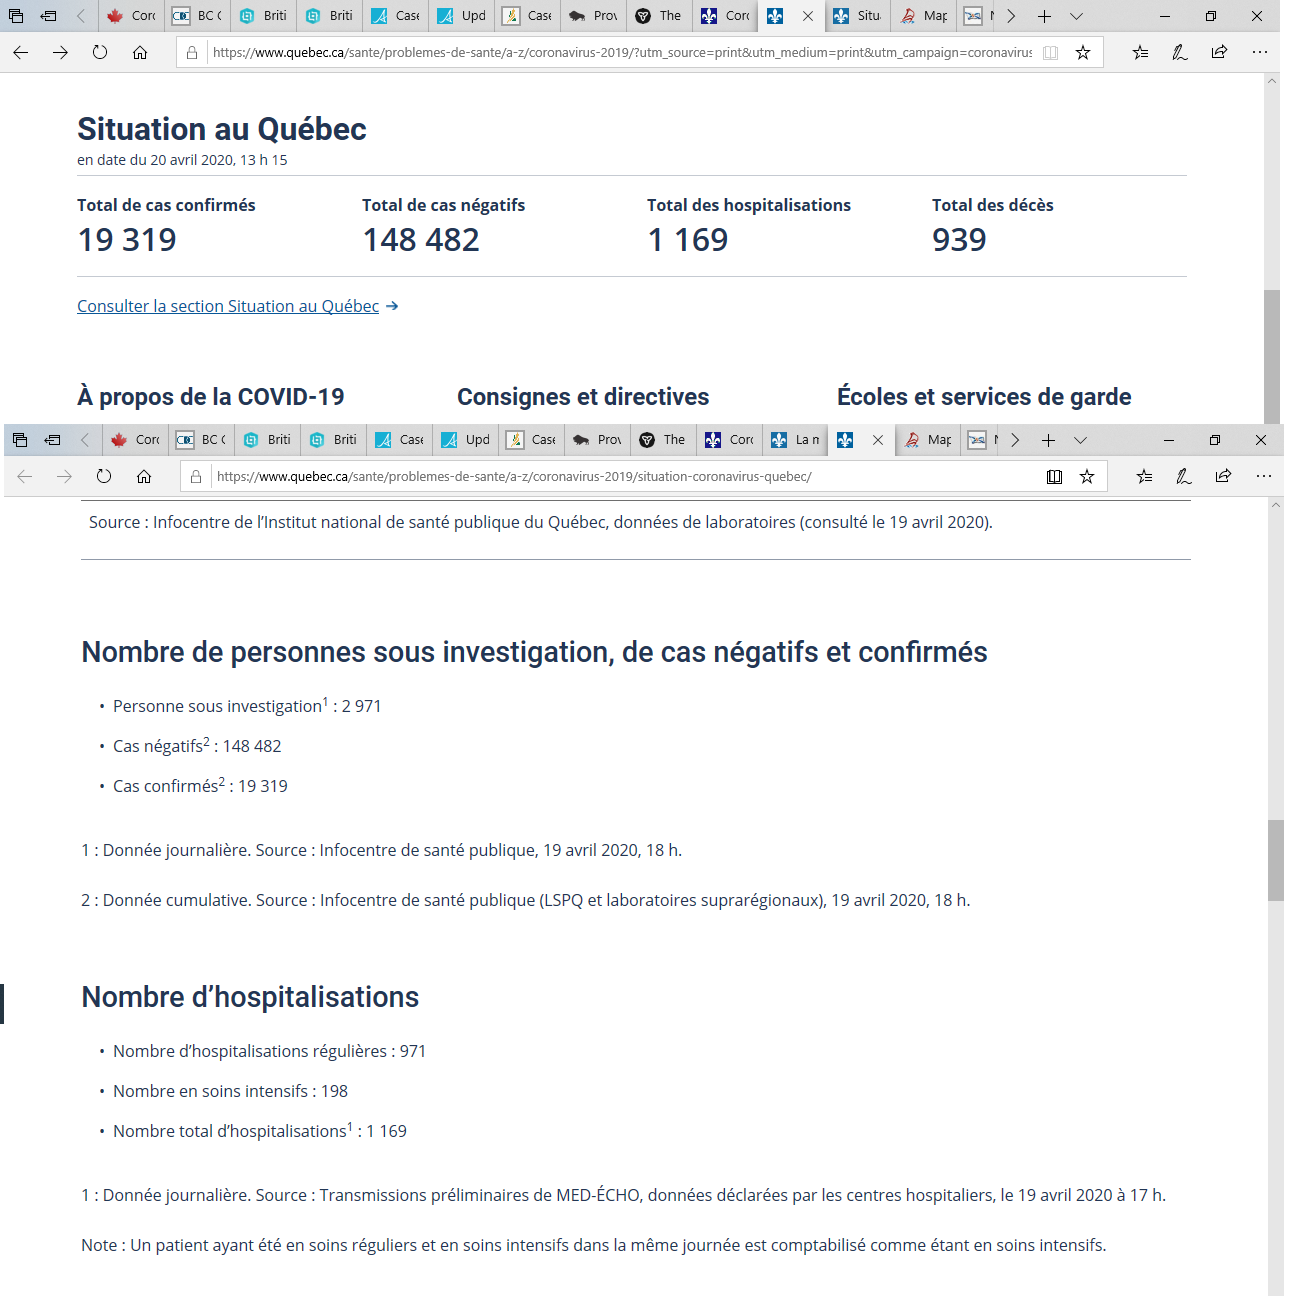 Corc
BC C
Briti
Briti
Case
Upd
Case
Prov
The
Corc
Situ
Map
https://www.quebec.ca/sante/problemes-de-sante/a-z/coronavirus-2019/?utm_source=print&utm_medium=print&utm_campaign=coronavirus
Situation au Québec
en date du 20 avril 2020, 13 h 15
Total de cas confirmés
19 319
Total de cas négatifs
148 482
Total des hospitalisations
1 169
Total des décès
939
Consulter la section Situation au Québec →
À propos de la COVID-19
Consignes et directives
Écoles et services de garde
Corc
BC C
Briti
Briti
Case
Upd
Case
Prov
The
Corc
La m
Map
https://www.quebec.ca/sante/problemes-de-sante/a-z/coronavirus-2019/situation-coronavirus-quebec/
Source : Infocentre de l’Institut national de santé publique du Québec, données de laboratoires (consulté le 19 avril 2020).
Nombre de personnes sous investigation, de cas négatifs et confirmés
• Personne sous investigation1 : 2 971
• Cas négatifs2 : 148 482
• Cas confirmés2 : 19 319
1 : Donnée journalière. Source : Infocentre de santé publique, 19 avril 2020, 18 h.
2 : Donnée cumulative. Source : Infocentre de santé publique (LSPQ et laboratoires suprarégionaux), 19 avril 2020, 18 h.
Nombre d’hospitalisations
• Nombre d’hospitalisations régulières : 971
• Nombre en soins intensifs : 198
• Nombre total d’hospitalisations1 : 1 169
1 : Donnée journalière. Source : Transmissions préliminaires de MED-ÉCHO, données déclarées par les centres hospitaliers, le 19 avril 2020 à 17 h.
Note : Un patient ayant été en soins réguliers et en soins intensifs dans la même journée est comptabilisé comme étant en soins intensifs.